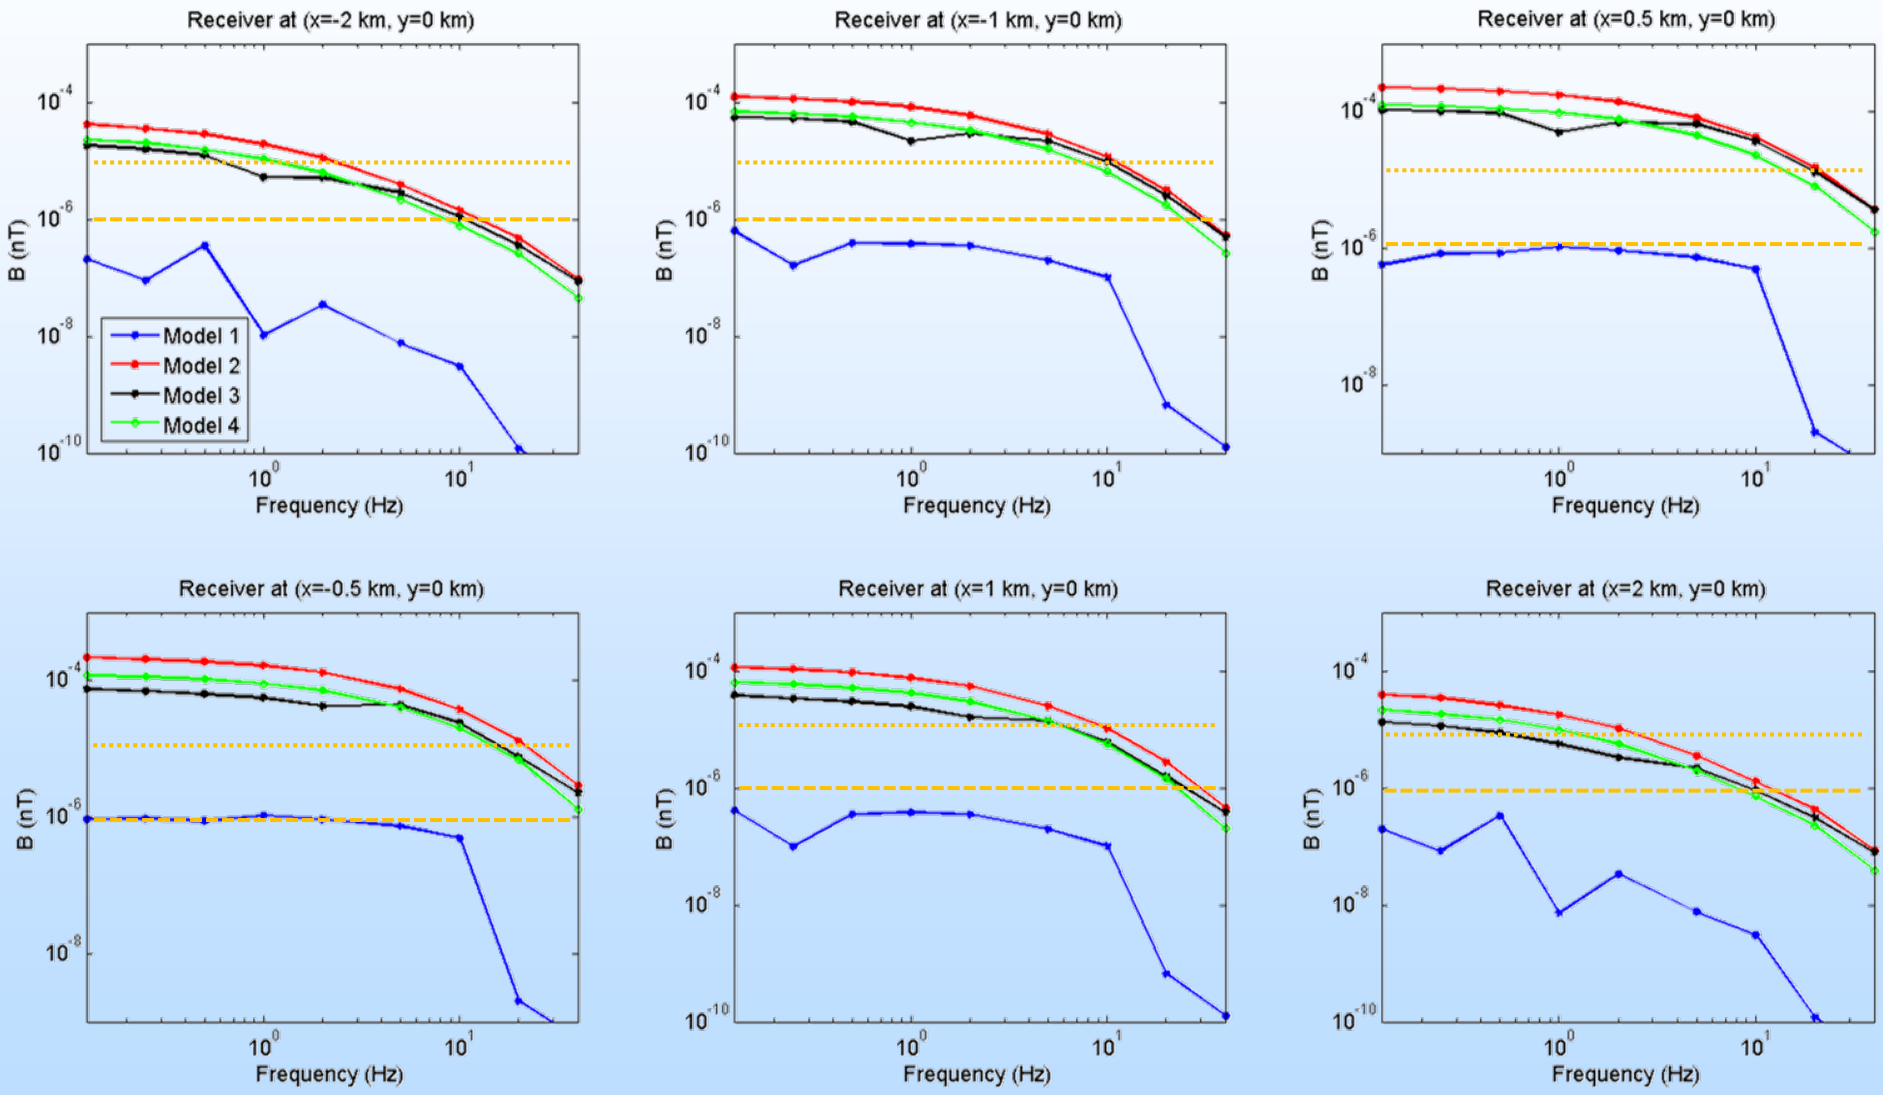 Receiver at (x=-2 km, y=0 km)
B (nT)
10^-4
10^-6
10^-8
10^-10
Model 1
Model 2
Model 3
Model 4
10^0
10^1
Frequency (Hz)
Receiver at (x=-1 km, y=0 km)
B (nT)
10^-4
10^-6
10^-8
10^-10
10^0
10^1
Frequency (Hz)
Receiver at (x=0.5 km, y=0 km)
B (nT)
10^-4
10^-6
10^-8
10^0
10^1
Frequency (Hz)
Receiver at (x=-0.5 km, y=0 km)
B (nT)
10^-4
10^-6
10^-8
10^0
10^1
Frequency (Hz)
Receiver at (x=1 km, y=0 km)
B (nT)
10^-4
10^-6
10^-8
10^-10
10^0
10^1
Frequency (Hz)
Receiver at (x=2 km, y=0 km)
B (nT)
10^-4
10^-6
10^-8
10^-10
10^0
10^1
Frequency (Hz)